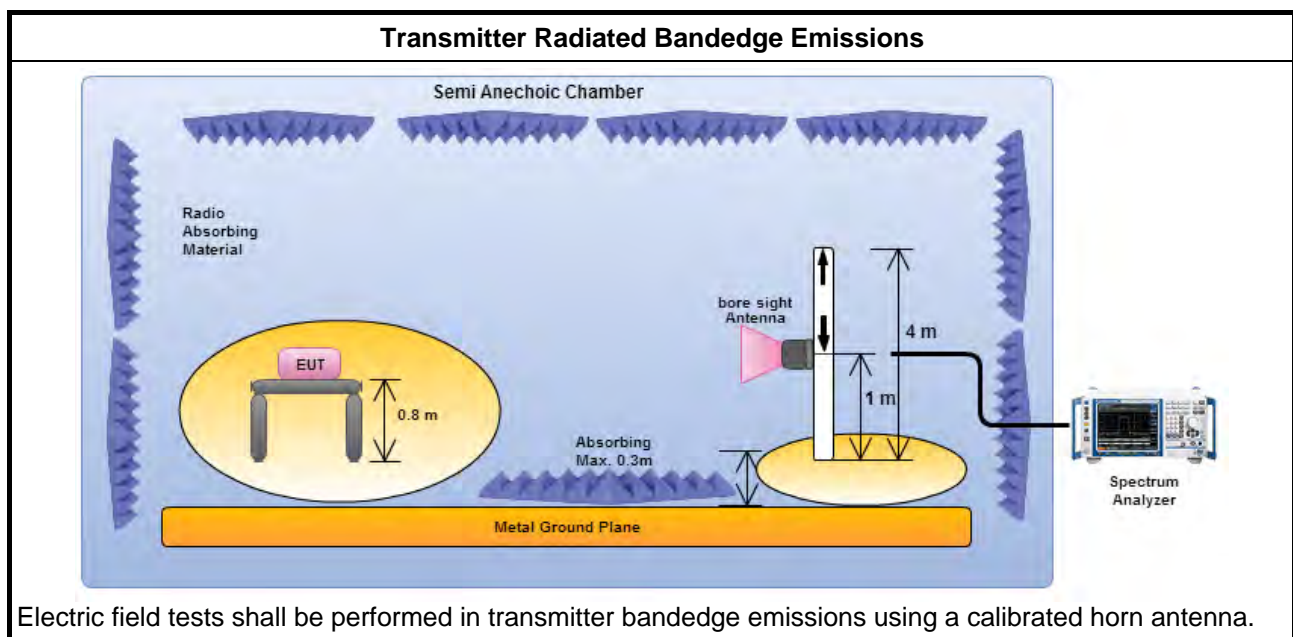 Transmitter Radiated Bandedge Emissions
Semi Anechoic Chamber
Radio
Absorbing
Material
bore sight
Antenna
4 m
EUT
1 m
0.8 m
Absorbing
Max. 0.3m
Spectrum
Analyzer
Metal Ground Plane
Electric field tests shall be performed in transmitter bandedge emissions using a calibrated horn antenna.